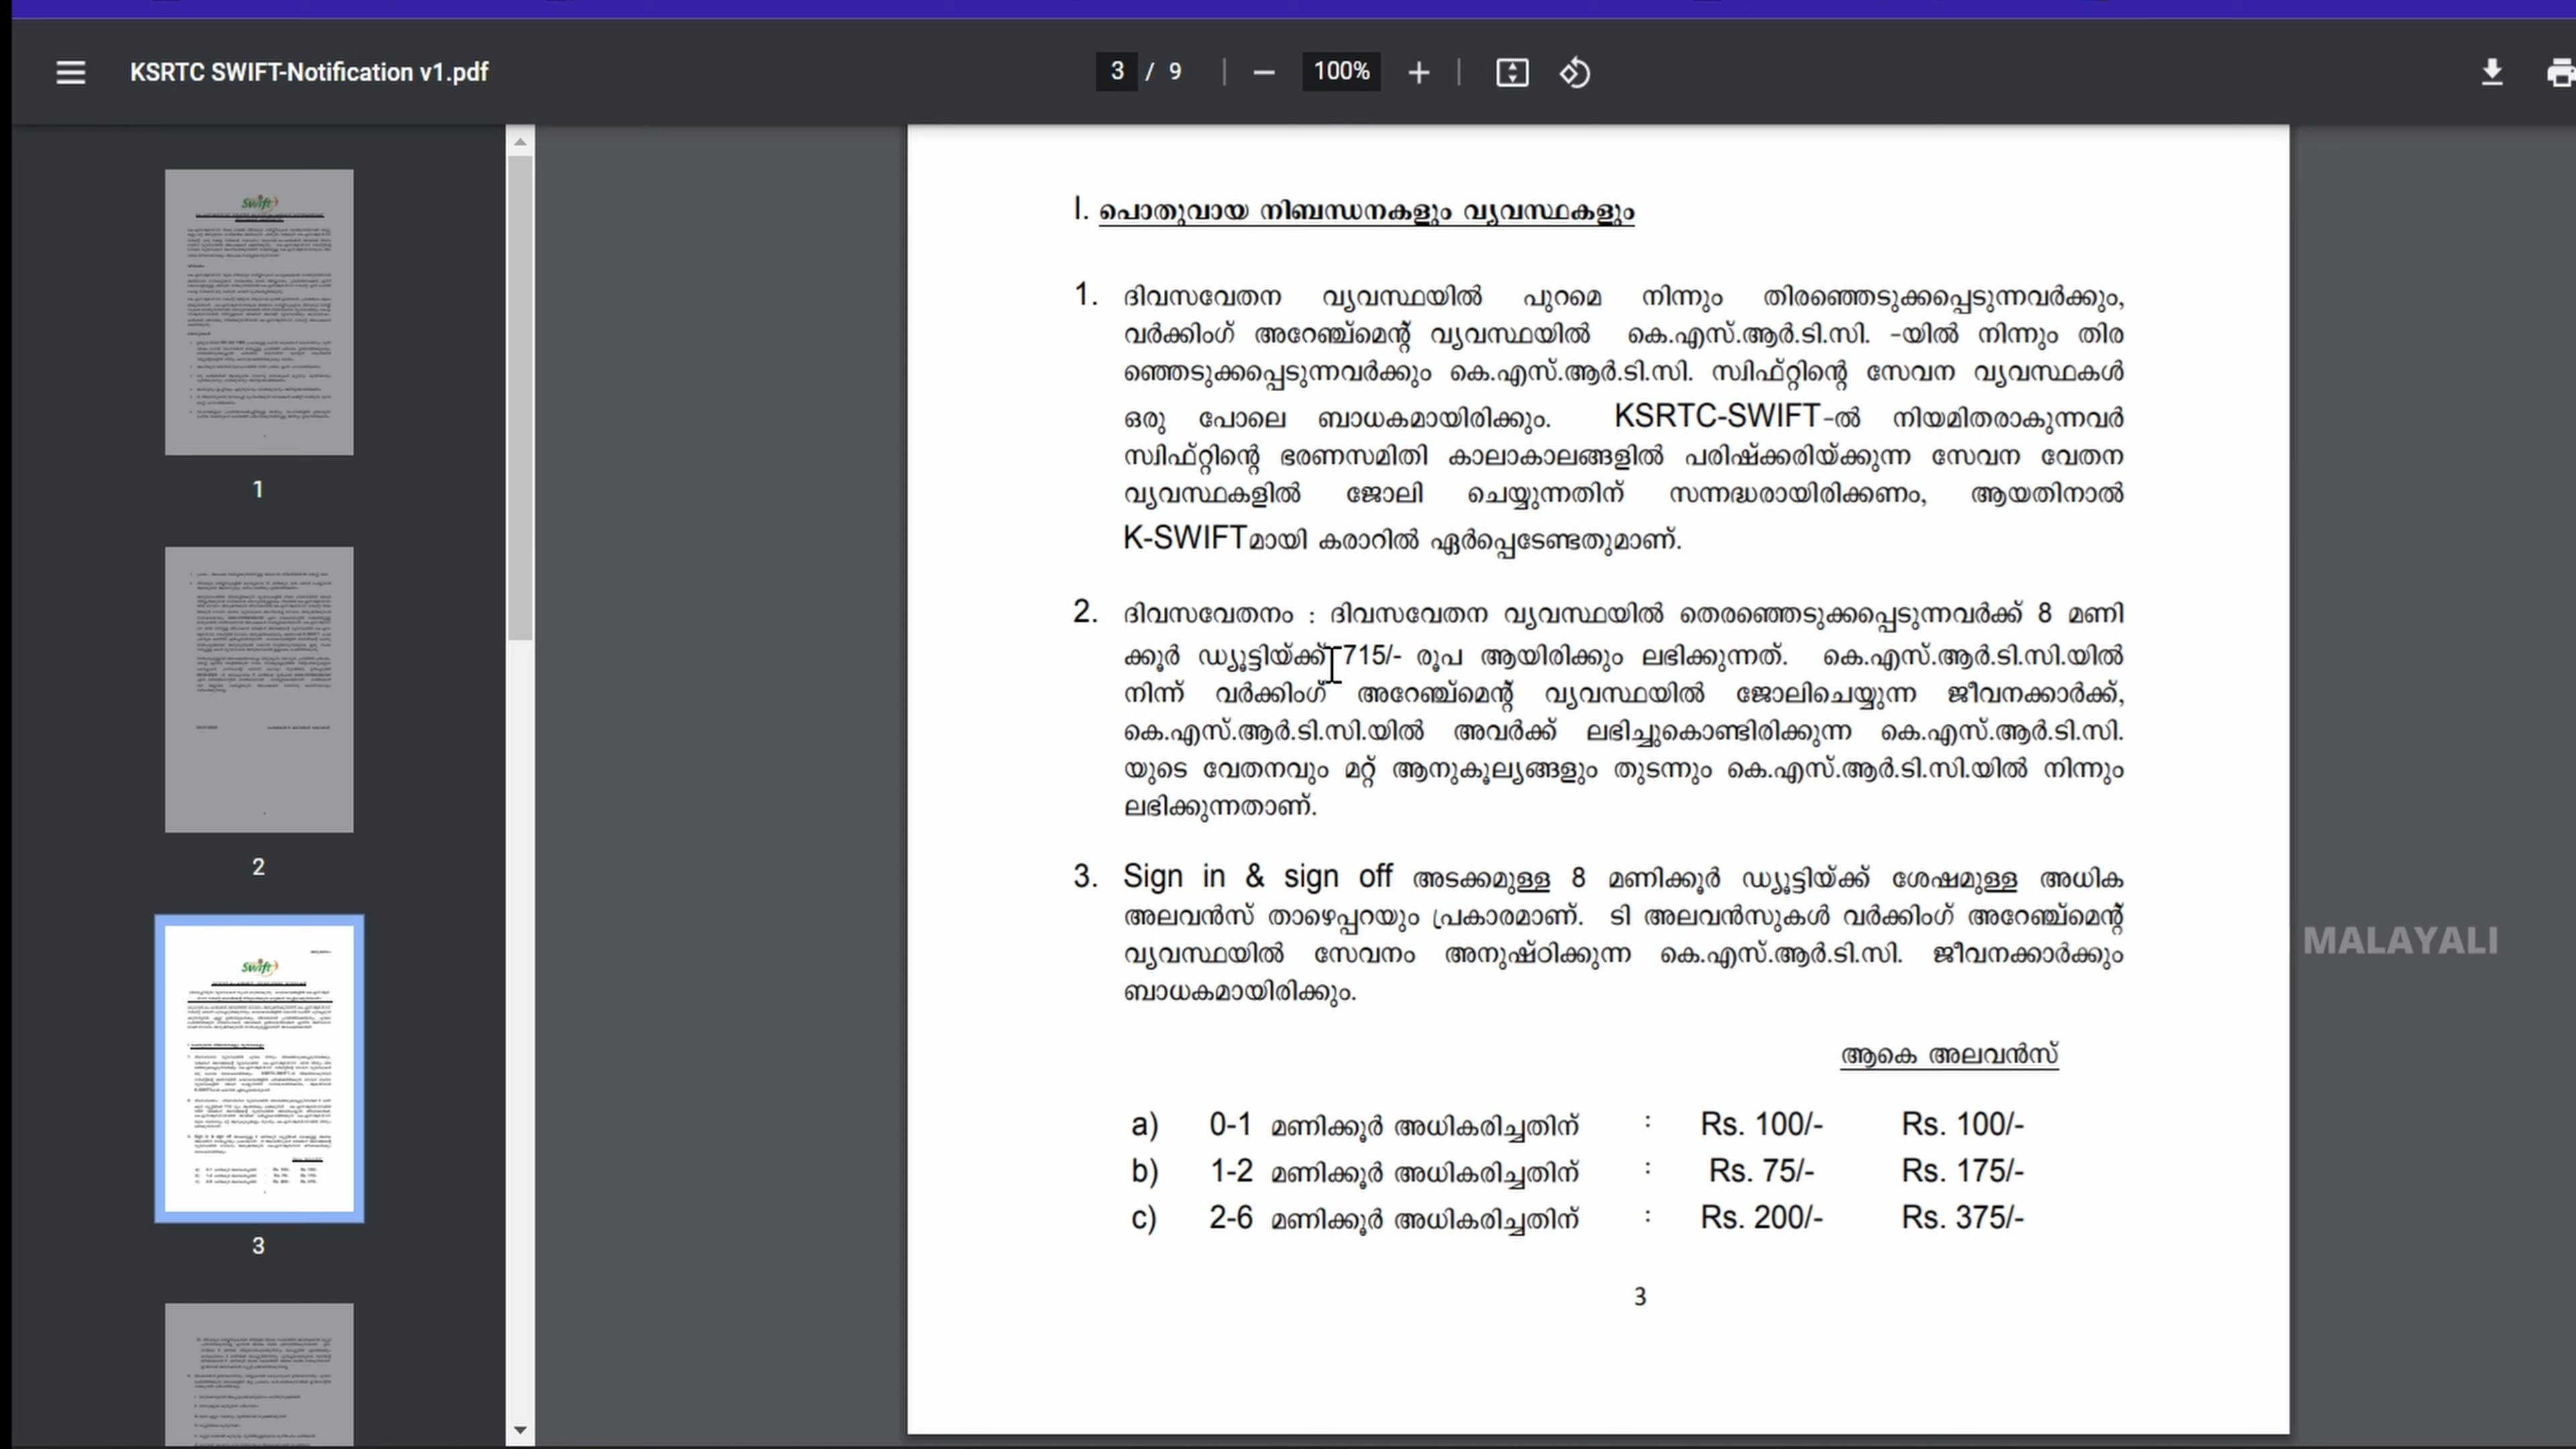 KSRTC SWIFT-Notification v1.pdf
3 / 9
100%
1
2
3
Swift
Swift
I. പൊതുവായ നിബന്ധനകളും വ്യവസ്ഥകളും
1. ദിവസവേതന വ്യവസ്ഥയിൽ പുറമെ നിന്നും തിരഞ്ഞെടുക്കപ്പെടുന്നവർക്കും,
വർക്കിംഗ് അറേഞ്ച്മെന്റ് വ്യവസ്ഥയിൽ കെ.എസ്.ആർ.ടി.സി. -യിൽ നിന്നും തിര
ഞ്ഞെടുക്കപ്പെടുന്നവർക്കും കെ.എസ്.ആർ.ടി.സി. സ്വിഫ്റ്റിന്റെ സേവന വ്യവസ്ഥകൾ
ഒരു പോലെ ബാധകമായിരിക്കും. KSRTC-SWIFT-ൽ നിയമിതരാകുന്നവർ
സ്വിഫ്റ്റിന്റെ ഭരണസമിതി കാലാകാലങ്ങളിൽ പരിഷ്ക്കരിയ്ക്കുന്ന സേവന വേതന
വ്യവസ്ഥകളിൽ ജോലി ചെയ്യുന്നതിന് സന്നദ്ധരായിരിക്കണം, ആയതിനാൽ
K-SWIFTമായി കരാറിൽ ഏർപ്പെടേണ്ടതുമാണ്.
2. ദിവസവേതനം : ദിവസവേതന വ്യവസ്ഥയിൽ തെരഞ്ഞെടുക്കപ്പെടുന്നവർക്ക് 8 മണി
ക്കൂർ ഡ്യൂട്ടിയ്ക്ക് 715/- രൂപ ആയിരിക്കും ലഭിക്കുന്നത്. കെ.എസ്.ആർ.ടി.സി.യിൽ
നിന്ന് വർക്കിംഗ് അറേഞ്ച്മെന്റ് വ്യവസ്ഥയിൽ ജോലിചെയ്യുന്ന ജീവനക്കാർക്ക്,
കെ.എസ്.ആർ.ടി.സി.യിൽ അവർക്ക് ലഭിച്ചുകൊണ്ടിരിക്കുന്ന കെ.എസ്.ആർ.ടി.സി.
യുടെ വേതനവും മറ്റ് ആനുകൂല്യങ്ങളും തുടന്നും കെ.എസ്.ആർ.ടി.സി.യിൽ നിന്നും
ലഭിക്കുന്നതാണ്.
3. Sign in & sign off അടക്കമുള്ള 8 മണിക്കൂർ ഡ്യൂട്ടിയ്ക്ക് ശേഷമുള്ള അധിക
അലവൻസ് താഴെപ്പറയും പ്രകാരമാണ്. ടി അലവൻസുകൾ വർക്കിംഗ് അറേഞ്ച്മെന്റ്
വ്യവസ്ഥയിൽ സേവനം അനുഷ്ഠിക്കുന്ന കെ.എസ്.ആർ.ടി.സി. ജീവനക്കാർക്കും
ബാധകമായിരിക്കും.
ആകെ അലവൻസ്
a) 0-1 മണിക്കൂർ അധികരിച്ചതിന് : Rs. 100/- Rs. 100/-
b) 1-2 മണിക്കൂർ അധികരിച്ചതിന് : Rs. 75/- Rs. 175/-
c) 2-6 മണിക്കൂർ അധികരിച്ചതിന് : Rs. 200/- Rs. 375/-
3
MALAYALI